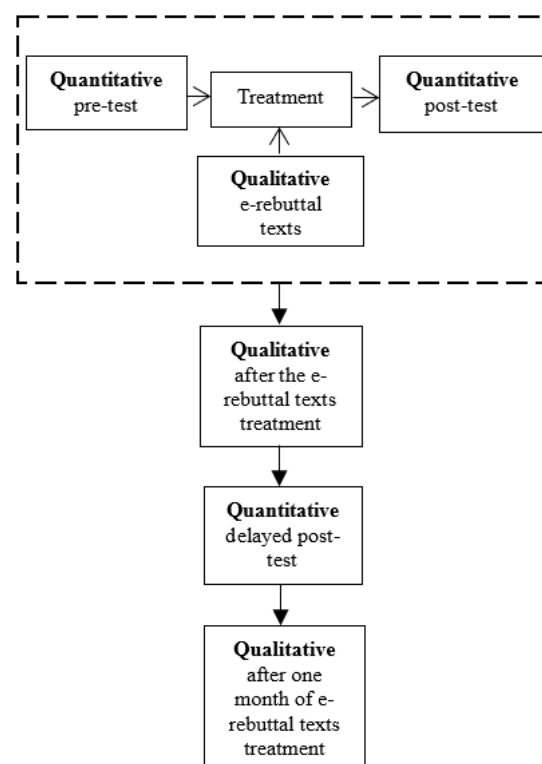 Quantitative
pre-test
Treatment
Quantitative
post-test
Qualitative
e-rebuttal
texts
Qualitative
after the e-
rebuttal texts
treatment
Quantitative
delayed post-
test
Qualitative
after one
month of e-
rebuttal texts
treatment